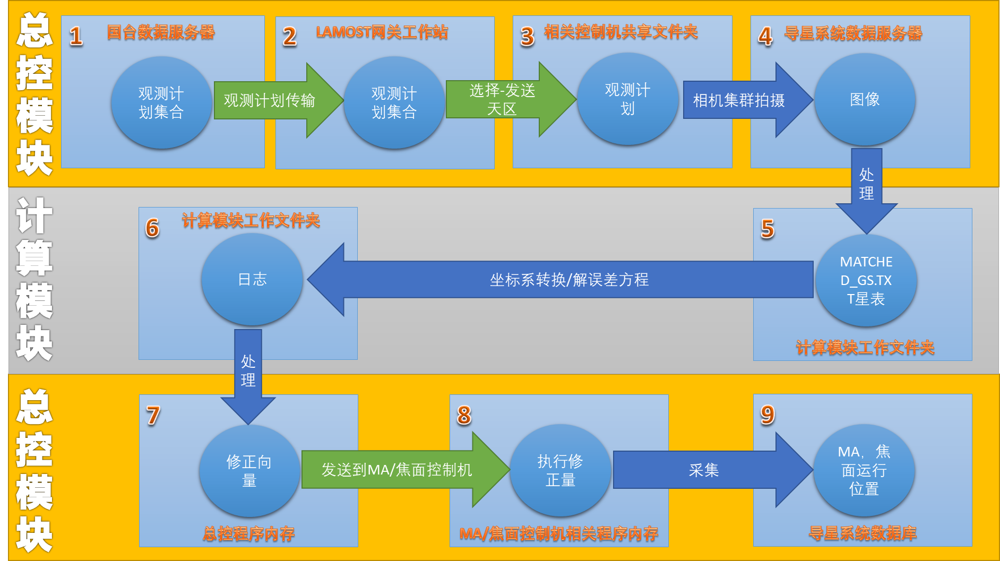 总控模块
1
国台数据服务器
观测计
划集合
观测计划传输
2
LAMOST网关工作站
观测计
划集合
选择-发送
天区
3
相关控制机共享文件夹
观测计
划
相机集群拍摄
4
导星系统数据服务器
图像
处
理
计算模块
5
MATCHE
D_GS.TX
T星表
计算模块工作文件夹
坐标系转换/解误差方程
6
计算模块工作文件夹
日志
处
理
总控模块
7
修正向
量
总控程序内存
发送到MA/焦面控制机
8
执行修
正量
MA/焦面控制机相关程序内存
采集
9
MA，焦
面运行
位置
导星系统数据库